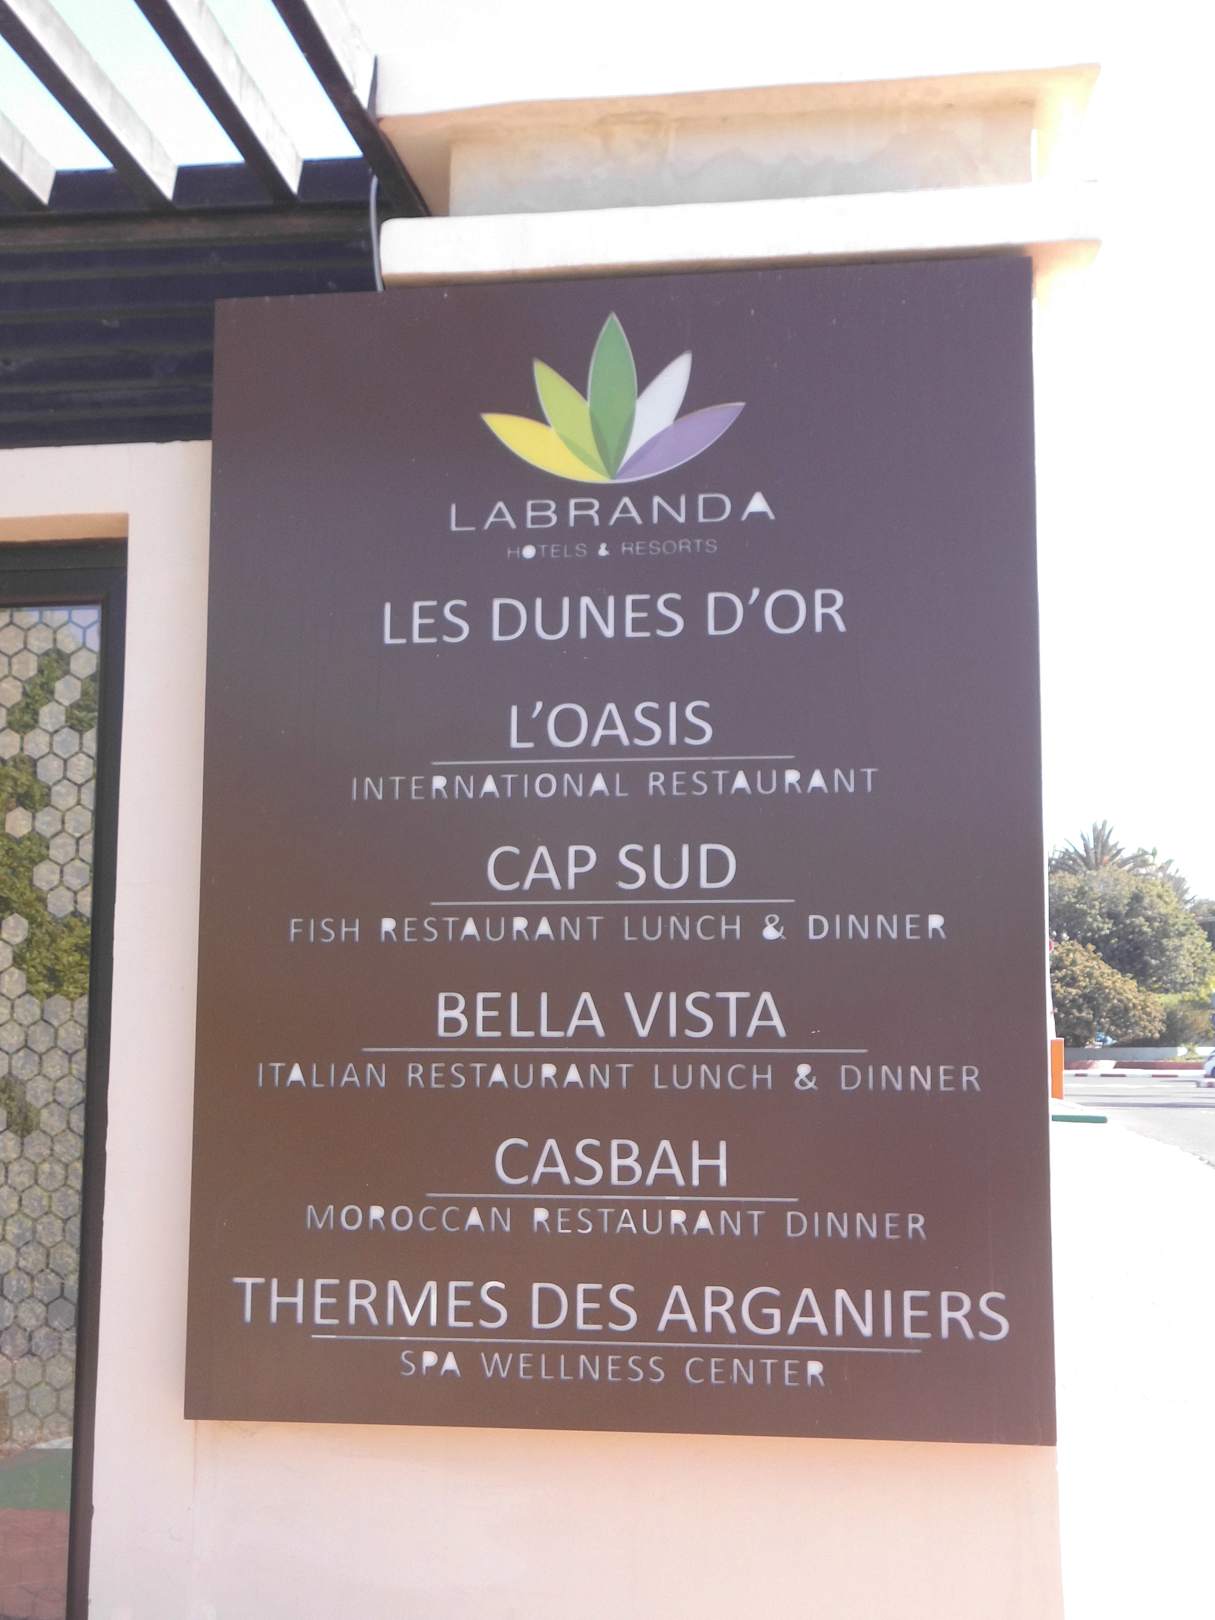 LABRANDA
HOTELS & RESORTS
LES DUNES D'OR
L'OASIS
INTERNATIONAL RESTAURANT
CAP SUD
FISH RESTAURANT LUNCH & DINNER
BELLA VISTA
ITALIAN RESTAURANT LUNCH & DINNER
CASBAH
MOROCCAN RESTAURANT DINNER
THERMES DES ARGANIERS
SPA WELLNESS CENTER